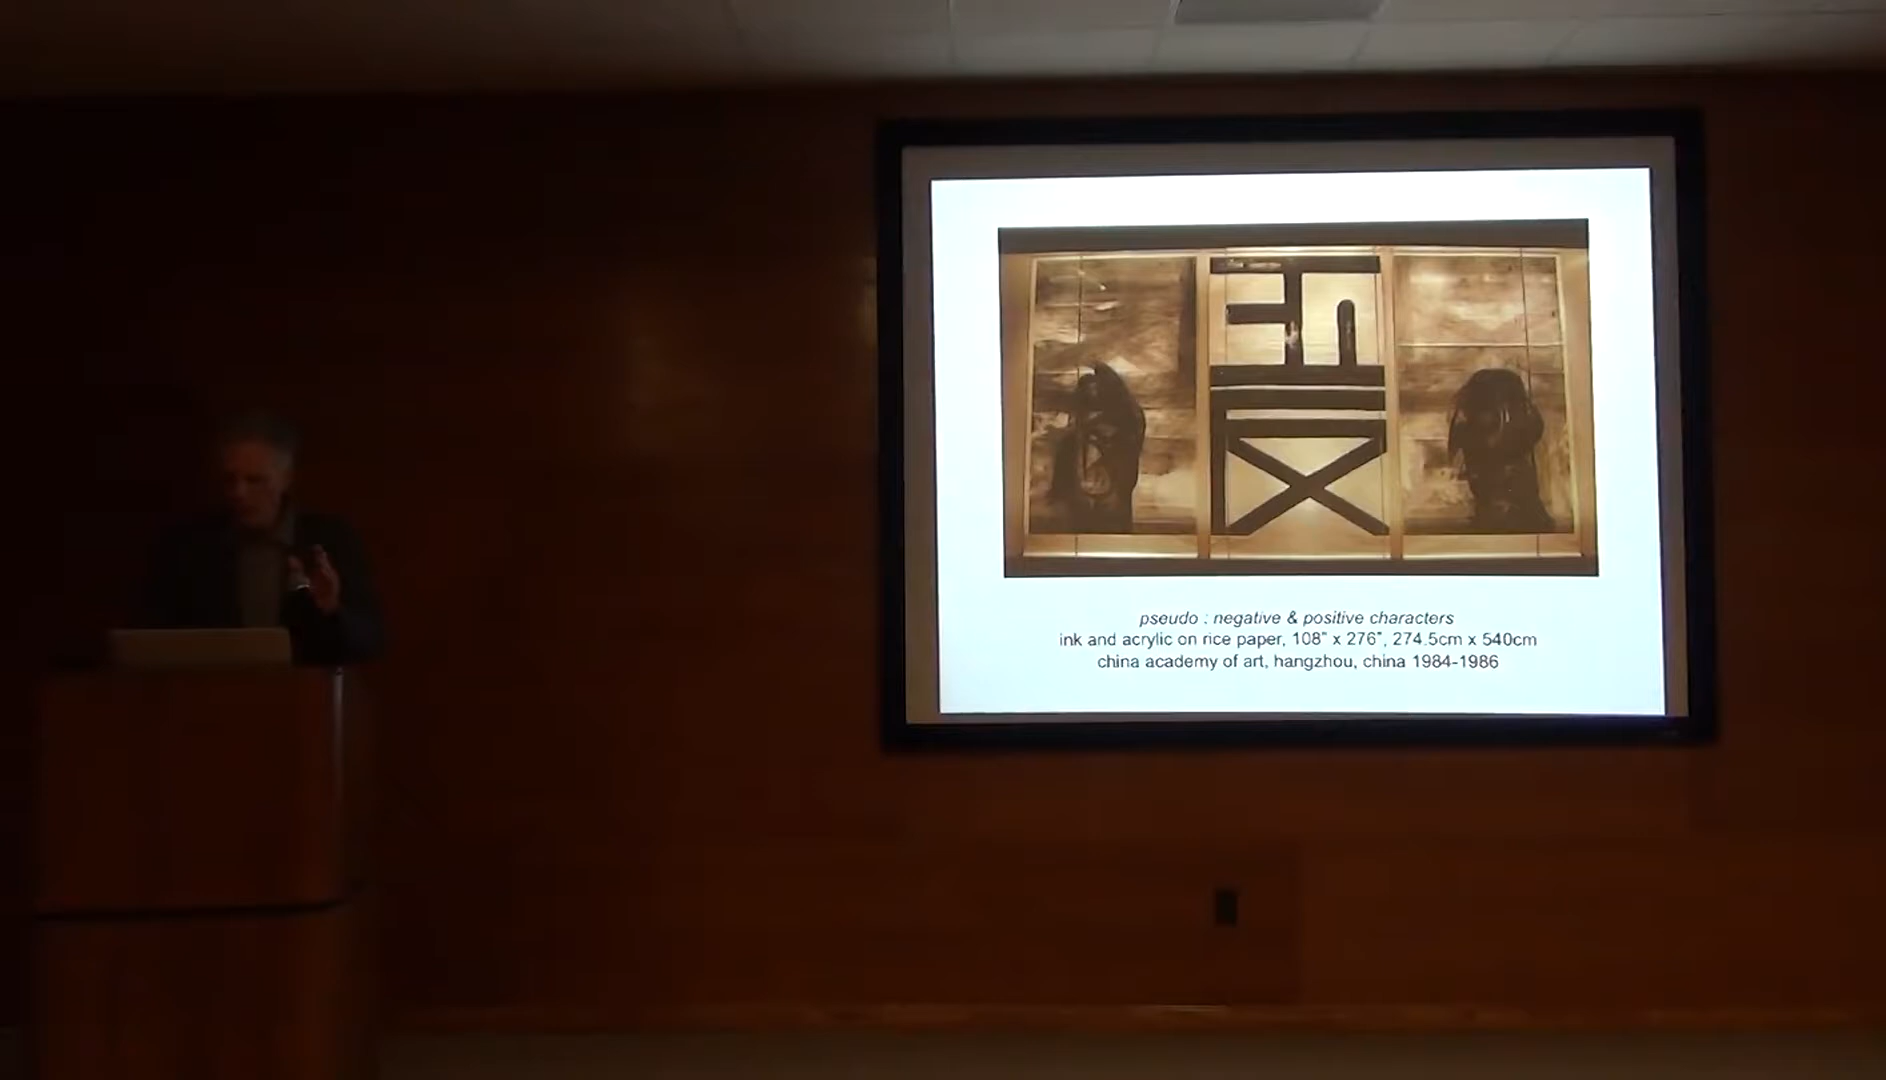 pseudo : negative & positive characters
ink and acrylic on rice paper, 108" x 276", 274.5cm x 540cm
china academy of art, hangzhou, china 1984-1986